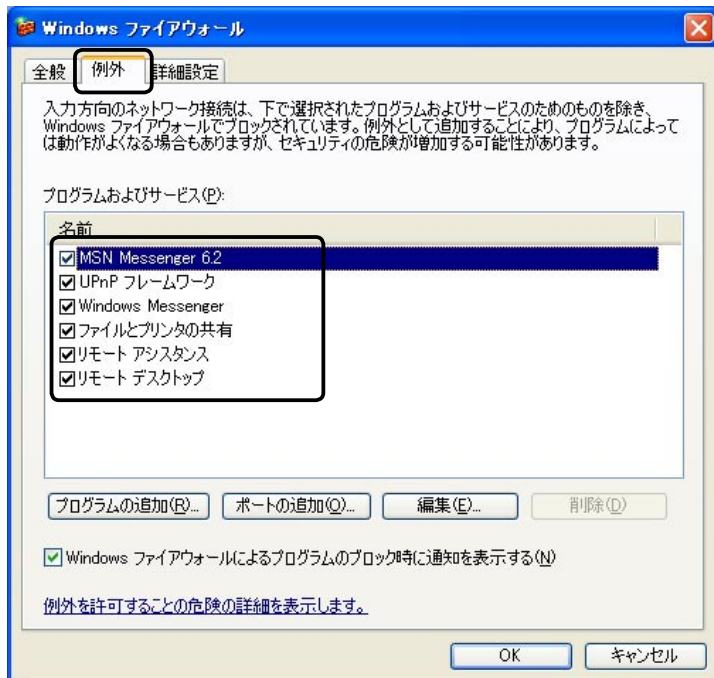 Windows ファイアウォール
全般
例外
詳細設定
入力方向のネットワーク接続は、下で選択されたプログラムおよびサービスのためのものを除き、
Windows ファイアウォールでブロックされています。例外として追加することにより、プログラムによって
は動作がよくなる場合もありますが、セキュリティの危険が増加する可能性があります。
プログラムおよびサービス(P):
名前
MSN Messenger 6.2
UPnP フレームワーク
Windows Messenger
ファイルとプリンタの共有
リモート アシスタンス
リモート デスクトップ
プログラムの追加(R)... ポートの追加(O)... 編集(E)... 削除(D)
Windows ファイアウォールによるプログラムのブロック時に通知を表示する(N)
例外を許可することの危険の詳細を表示します。
OK キャンセル